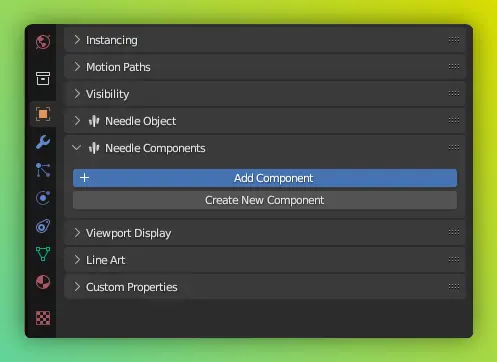 Instancing
Motion Paths
Visibility
Needle Object
Needle Components
Add Component
Create New Component
Viewport Display
Line Art
Custom Properties